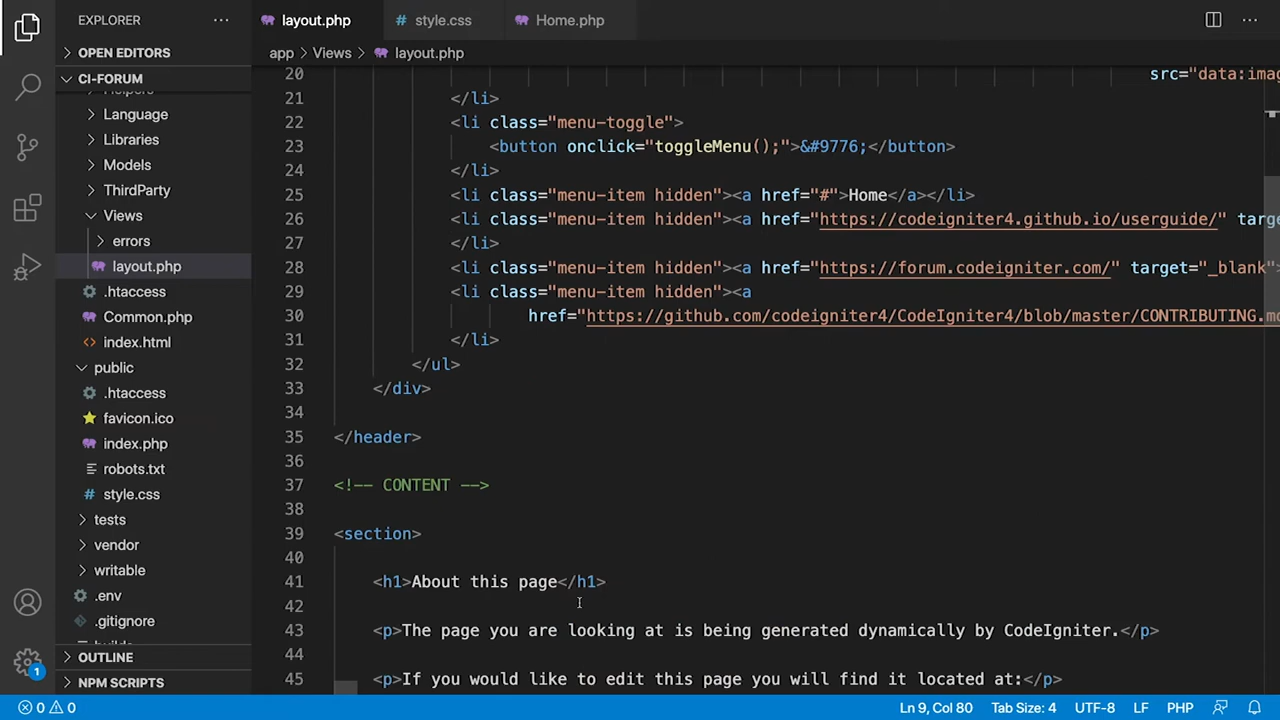 EXPLORER
layout.php
# style.css
Home.php
OPEN EDITORS
CI-FORUM
app > Views > layout.php
Helpers
Language
Libraries
Models
ThirdParty
Views
errors
layout.php
.htaccess
Common.php
index.html
public
.htaccess
favicon.ico
index.php
robots.txt
# style.css
tests
vendor
writable
.env
.gitignore
OUTLINE
NPM SCRIPTS
20 src="data:imag
21 </li>
22 <li class="menu-toggle">
23 <button onclick="toggleMenu();">&#9776;</button>
24 </li>
25 <li class="menu-item hidden"><a href="#">Home</a></li>
26 <li class="menu-item hidden"><a href="https://codeigniter4.github.io/userguide/" targe
27 </li>
28 <li class="menu-item hidden"><a href="https://forum.codeigniter.com/" target="_blank">
29 <li class="menu-item hidden"><a
30 href="https://github.com/codeigniter4/CodeIgniter4/blob/master/CONTRIBUTING.md
31 </li>
32 </ul>
33 </div>
34
35 </header>
36
37 <!-- CONTENT -->
38
39 <section>
40
41 <h1>About this page</h1>
42
43 <p>The page you are looking at is being generated dynamically by CodeIgniter.</p>
44
45 <p>If you would like to edit this page you will find it located at:</p>
1
0 0 Ln 9, Col 80 Tab Size: 4 UTF-8 LF PHP